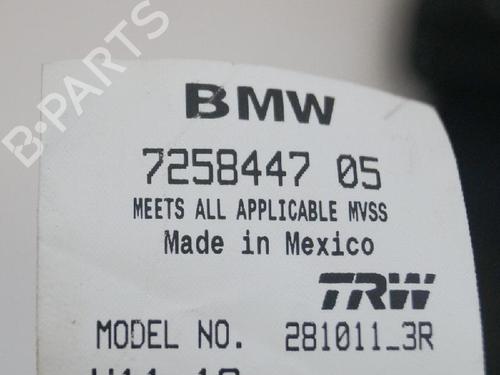 B-PARTS
BMW
7258447 05
MEETS ALL APPLICABLE MVSS
Made in Mexico
TRW
MODEL NO. 281011_3R